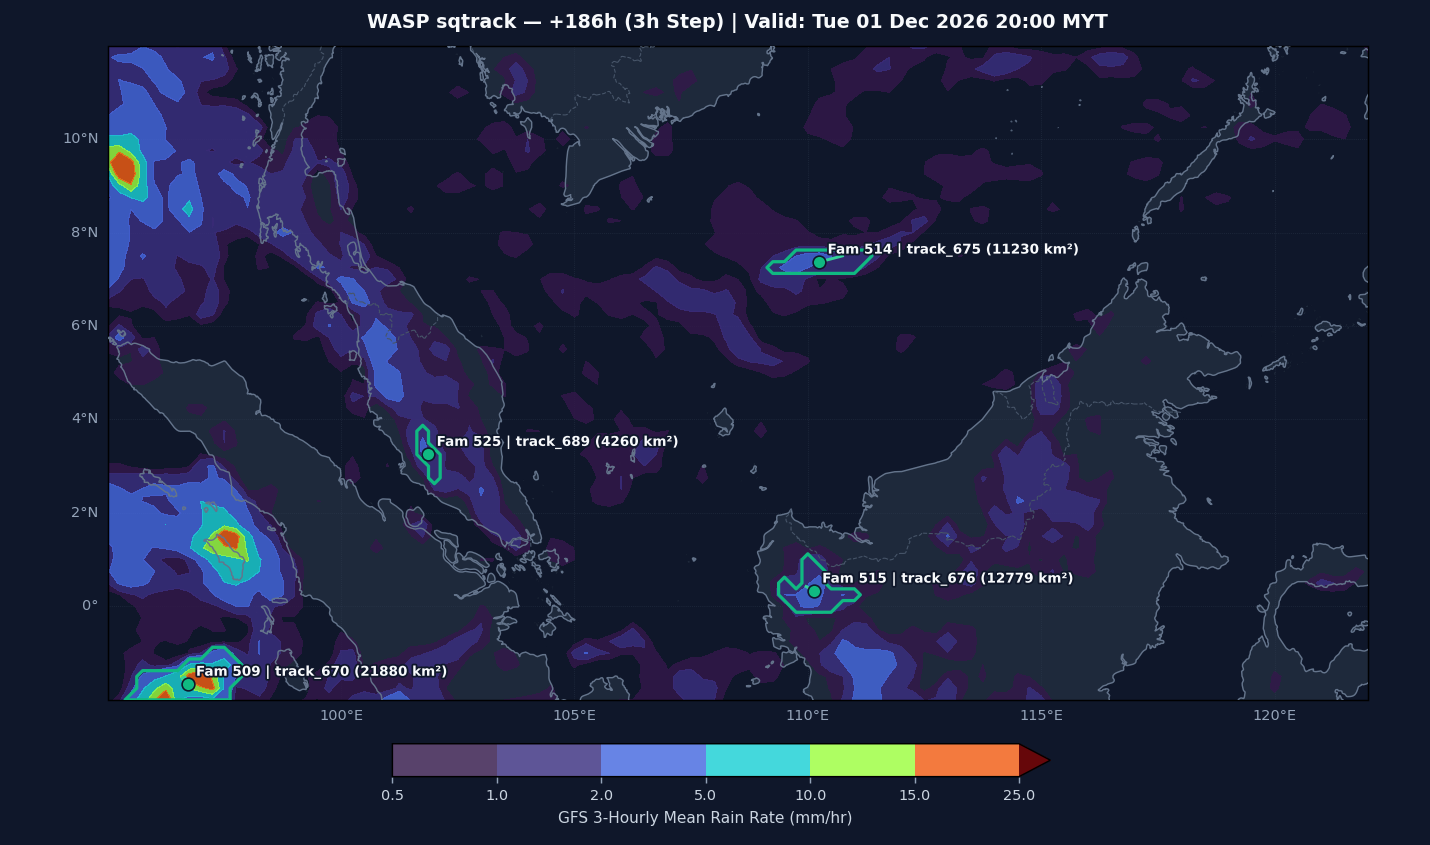 WASP sqtrack — +186h (3h Step) | Valid: Tue 01 Dec 2026 20:00 MYT
10°N
8°N
Fam 514 | track_675 (11230 km²)
6°N
4°N
Fam 525 | track_689 (4260 km²)
2°N
Fam 515 | track_676 (12779 km²)
0°
Fam 509 | track_670 (21880 km²)
100°E 105°E 110°E 115°E 120°E
0.5 1.0 2.0 5.0 10.0 15.0 25.0
GFS 3-Hourly Mean Rain Rate (mm/hr)